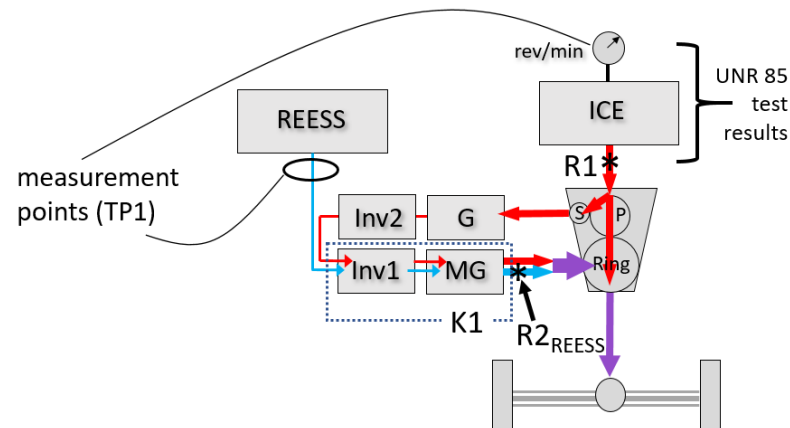 rev/min
UNR 85
test
results
ICE
REESS
R1*
measurement
points (TP1)
Inv2
G
S
P
Inv1
MG
*
Ring
K1
R2REESS